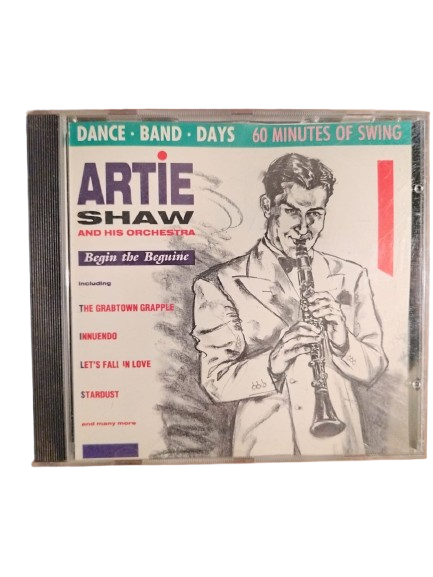 DANCE · BAND · DAYS 60 MINUTES OF SWING
ARTiE
SHAW
AND HIS ORCHESTRA
Begin the Beguine
including
THE GRABTOWN GRAPPLE
INNUENDO
LET'S FALL IN LOVE
STARDUST
and many more